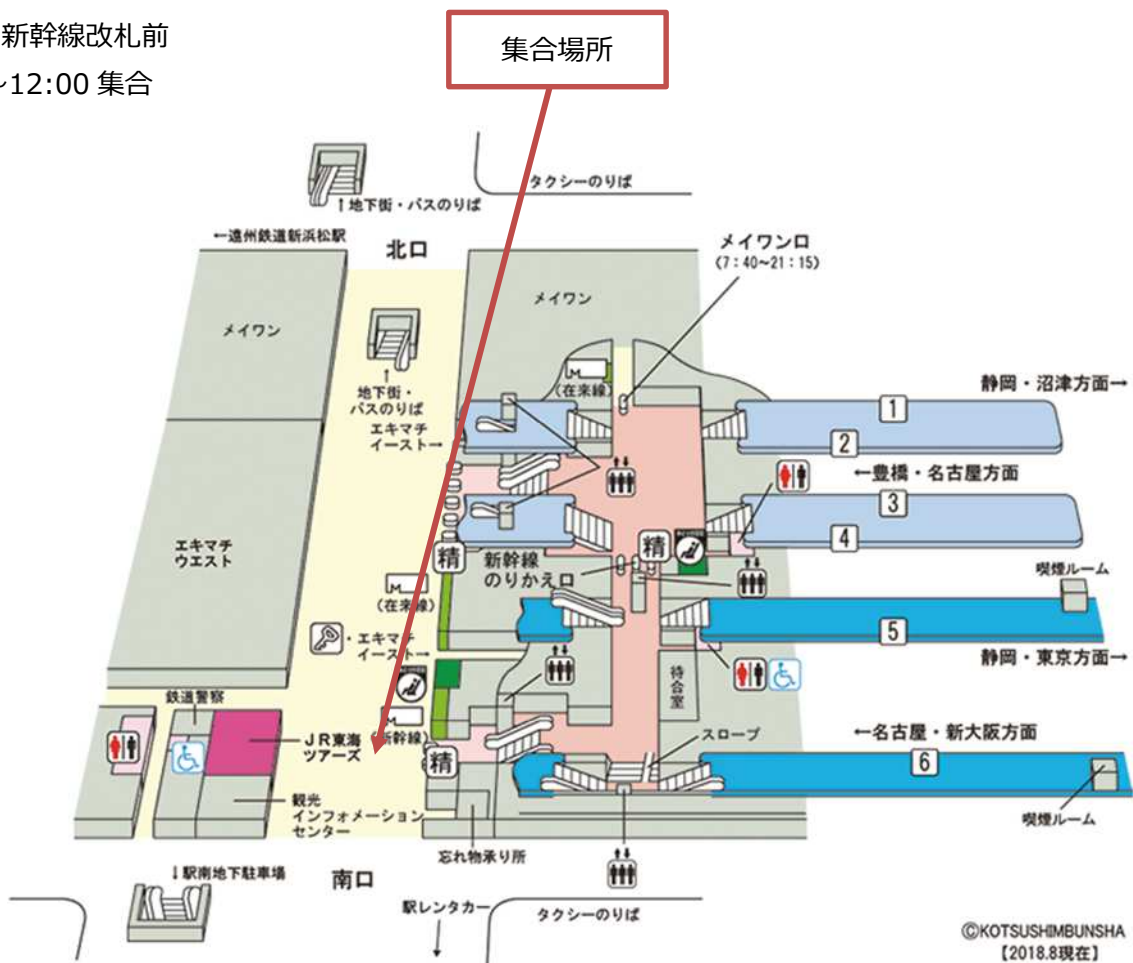 新幹線改札前
~12:00 集合
集合場所
タクシーのりば
↑地下街・バスのりば
←遠州鉄道新浜松駅
北口
メイワン口
(7:40~21:15)
メイワン
メイワン
M
(在来線)
静岡・沼津方面→
↑
地下街・
バスのりば
エキマチ
イースト→
1
2
←豊橋・名古屋方面
3
4
エキマチ
ウエスト
精
新幹線
のりかえ口
精
喫煙ルーム
M
(在来線)
・エキマチ
イースト→
5
静岡・東京方面→
待合室
鉄道警察
JR東海
ツアーズ
M
(新幹線)
精
スロープ
←名古屋・新大阪方面
6
観光
インフォメーション
センター
喫煙ルーム
忘れ物承り所
↓駅南地下駐車場
南口
駅レンタカー
↓
タクシーのりば
©KOTSUSHIMBUNSHA
【2018.8現在】